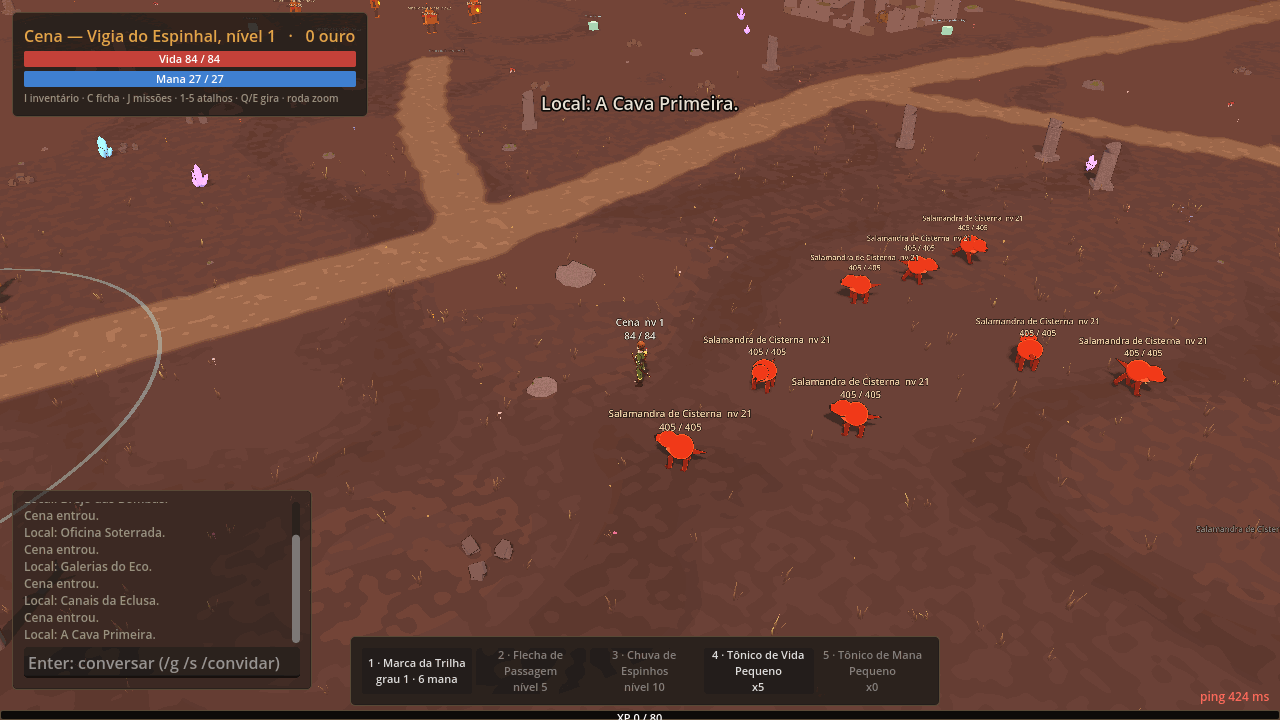 Cena — Vigia do Espinhal, nível 1 · 0 ouro
Vida 84 / 84
Mana 27 / 27
I inventário · C ficha · J missões · 1-5 atalhos · Q/E gira · roda zoom
Local: A Cava Primeira.
Salamandra de Cisterna nv 21
405 / 405
Salamandra de Cisterna nv 21
405 / 405
Salamandra de Cisterna nv 21
405 / 405
Cena nv 1
84 / 84
Salamandra de Cisterna nv 21
405 / 405
Salamandra de Cisterna nv 21
405 / 405
Salamandra de Cisterna nv 21
405 / 405
Salamandra de Cisterna nv 21
405 / 405
Salamandra de Cisterna nv 21
405 / 405
Salamandra de Cister
Cena entrou.
Local: Oficina Soterrada.
Cena entrou.
Local: Galerias do Eco.
Cena entrou.
Local: Canais da Eclusa.
Cena entrou.
Local: A Cava Primeira.
Enter: conversar (/g /s /convidar)
1 · Marca da Trilha
grau 1 · 6 mana
2 · Flecha de
Passagem
nível 5
3 · Chuva de
Espinhos
nível 10
4 · Tônico de Vida
Pequeno
x5
5 · Tônico de Mana
Pequeno
x0
ping 424 ms
XP 0 / 80